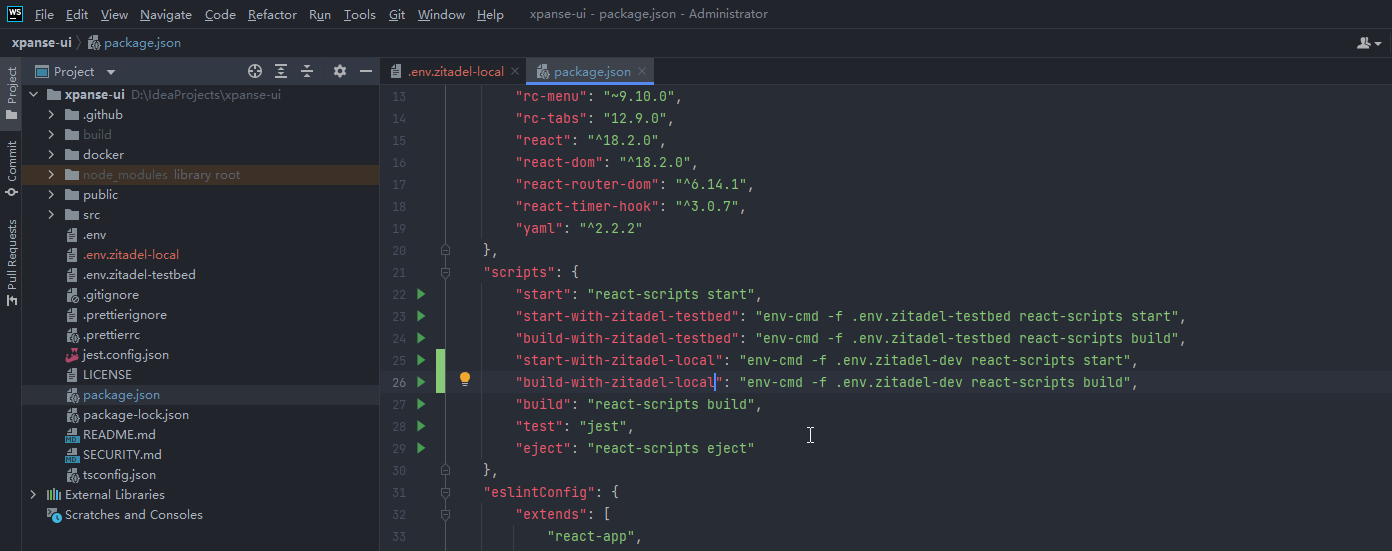 WS File Edit View Navigate Code Refactor Run Tools Git Window Help xpanse-ui - package.json - Administrator
xpanse-ui package.json
Project
Commit
Pull Requests
Project
xpanse-ui D:\IdeaProjects\xpanse-ui
.github
build
docker
node_modules library root
public
src
.env
.env.zitadel-local
.env.zitadel-testbed
.gitignore
.prettierignore
.prettierrc
jest.config.json
LICENSE
package.json
package-lock.json
README.md
SECURITY.md
tsconfig.json
External Libraries
Scratches and Consoles
.env.zitadel-local package.json
13 "rc-menu": "~9.10.0",
14 "rc-tabs": "12.9.0",
15 "react": "^18.2.0",
16 "react-dom": "^18.2.0",
17 "react-router-dom": "^6.14.1",
18 "react-timer-hook": "^3.0.7",
19 "yaml": "^2.2.2"
20 },
21 "scripts": {
22 "start": "react-scripts start",
23 "start-with-zitadel-testbed": "env-cmd -f .env.zitadel-testbed react-scripts start",
24 "build-with-zitadel-testbed": "env-cmd -f .env.zitadel-testbed react-scripts build",
25 "start-with-zitadel-local": "env-cmd -f .env.zitadel-dev react-scripts start",
26 "build-with-zitadel-local": "env-cmd -f .env.zitadel-dev react-scripts build",
27 "build": "react-scripts build",
28 "test": "jest",
29 "eject": "react-scripts eject"
30 },
31 "eslintConfig": {
32 "extends": [
33 "react-app",